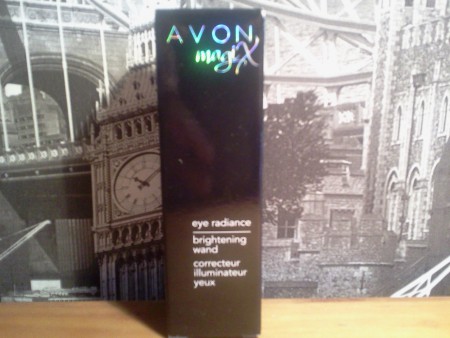 AVON
magiX
eye radiance
brightening
wand
correcteur
illuminateur
yeux